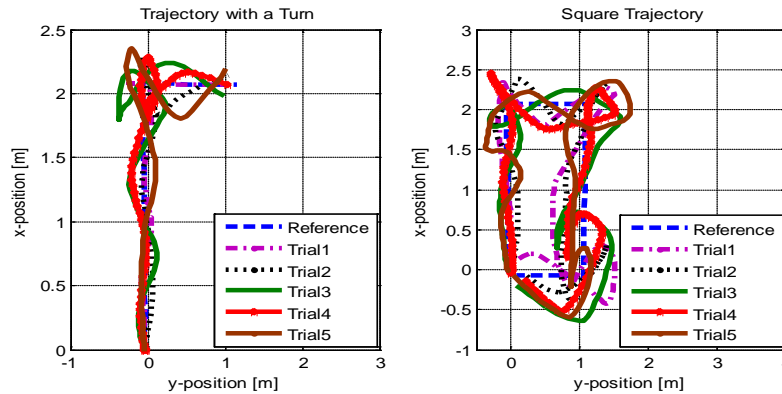 Trajectory with a Turn
2.5
2
1.5
1
0.5
0
-1
0
1
2
3
x-position [m]
y-position [m]
Reference
Trial1
Trial2
Trial3
Trial4
Trial5
Square Trajectory
3
2.5
2
1.5
1
0.5
0
-0.5
-1
0
1
2
3
x-position [m]
y-position [m]
Reference
Trial1
Trial2
Trial3
Trial4
Trial5